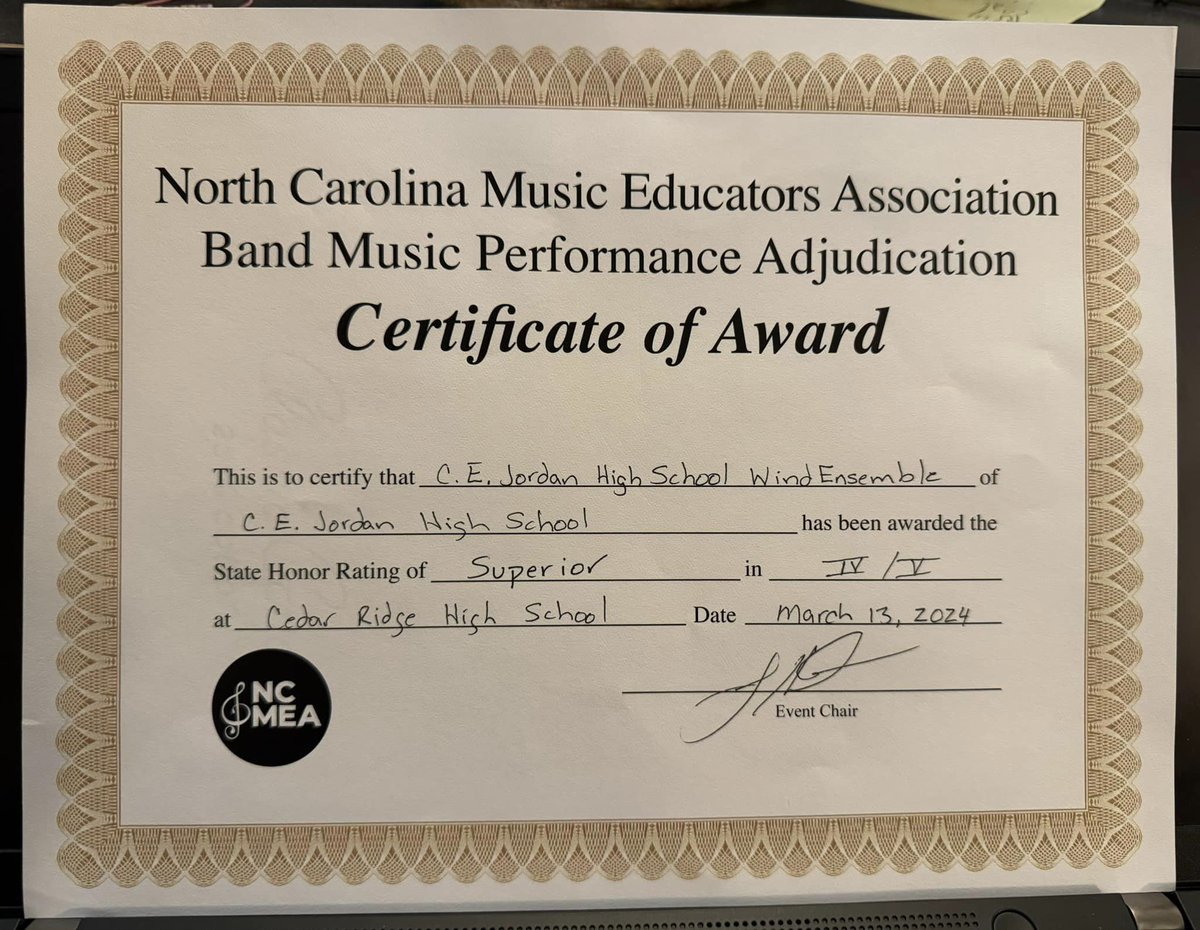 North Carolina Music Educators Association
Band Music Performance Adjudication
Certificate of Award
This is to certify that C. E. Jordan High School Wind Ensemble of
C. E. Jordan High School has been awarded the
State Honor Rating of Superior in IV / V
at Cedar Ridge High School Date March 13, 2024
NC
MEA
Event Chair